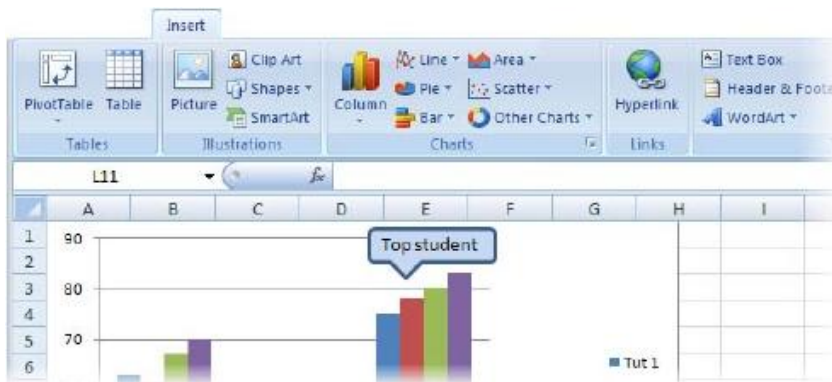 Insert
PivotTable
Table
Tables
Picture
Clip Art
Shapes
SmartArt
Illustrations
Column
Line
Pie
Bar
Area
Scatter
Other Charts
Charts
Hyperlink
Links
Text Box
Header & Foote
WordArt
L11
fx
A B C D E F G H I
1 90
Top student
2
3 80
4
5 70
Tut 1
6